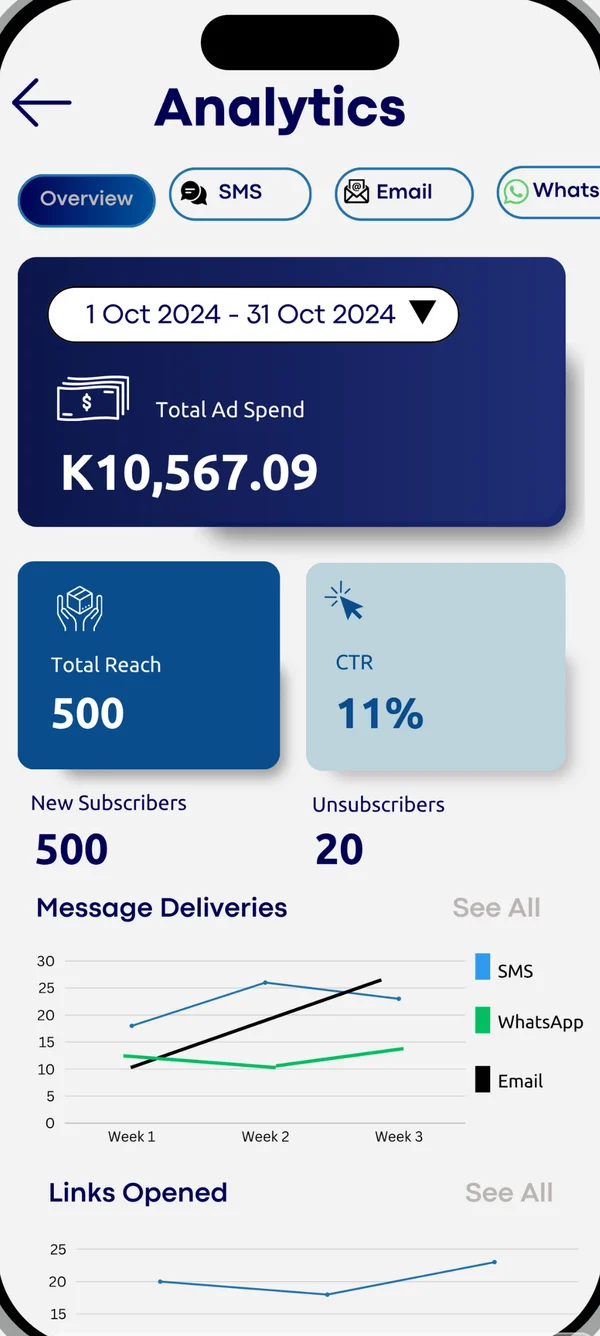 Analytics
Overview
SMS
Email
Whats
1 Oct 2024 - 31 Oct 2024
Total Ad Spend
K10,567.09
Total Reach
500
CTR
11%
New Subscribers
500
Unsubscribers
20
Message Deliveries
See All
30
25
20
15
10
5
0
Week 1
Week 2
Week 3
SMS
WhatsApp
Email
Links Opened
See All
25
20
15